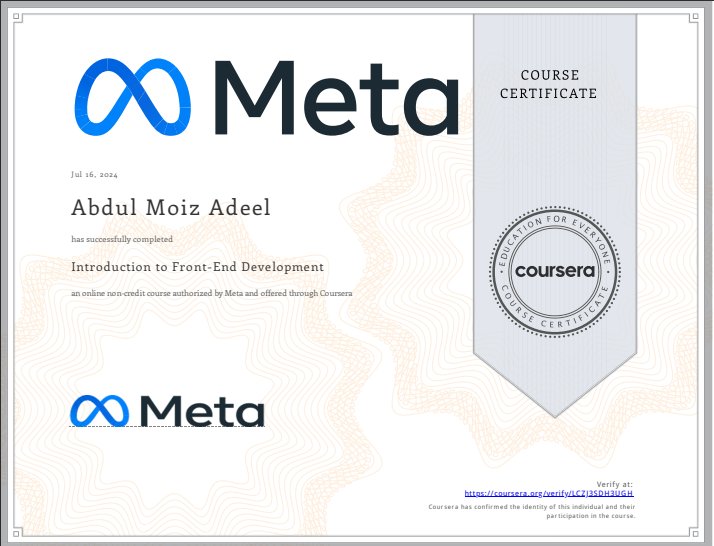 Meta
COURSE
CERTIFICATE
Jul 16, 2024
Abdul Moiz Adeel
has successfully completed
Introduction to Front-End Development
an online non-credit course authorized by Meta and offered through Coursera
EDUCATION FOR EVERYONE
coursera
COURSE CERTIFICATE
Meta
Verify at:
https://coursera.org/verify/LCZJ3SDH3UGH
Coursera has confirmed the identity of this individual and their
participation in the course.